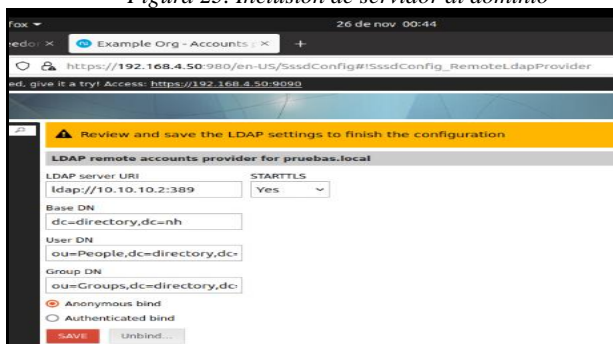 Figura 25. Inclusión de servidor al dominio
fox
26 de nov 00:44
Example Org - Accounts
https://192.168.4.50:980/en-US/SssdConfig#!SssdConfig_RemoteLdapProvider
ed, give it a try! Access: https://192.168.4.50:9090
Review and save the LDAP settings to finish the configuration
LDAP remote accounts provider for pruebas.local
LDAP server URI STARTTLS
ldap://10.10.10.2:389 Yes
Base DN
dc=directory,dc=nh
User DN
ou=People,dc=directory,dc=
Group DN
ou=Groups,dc=directory,dc=
Anonymous bind
Authenticated bind
SAVE Unbind...